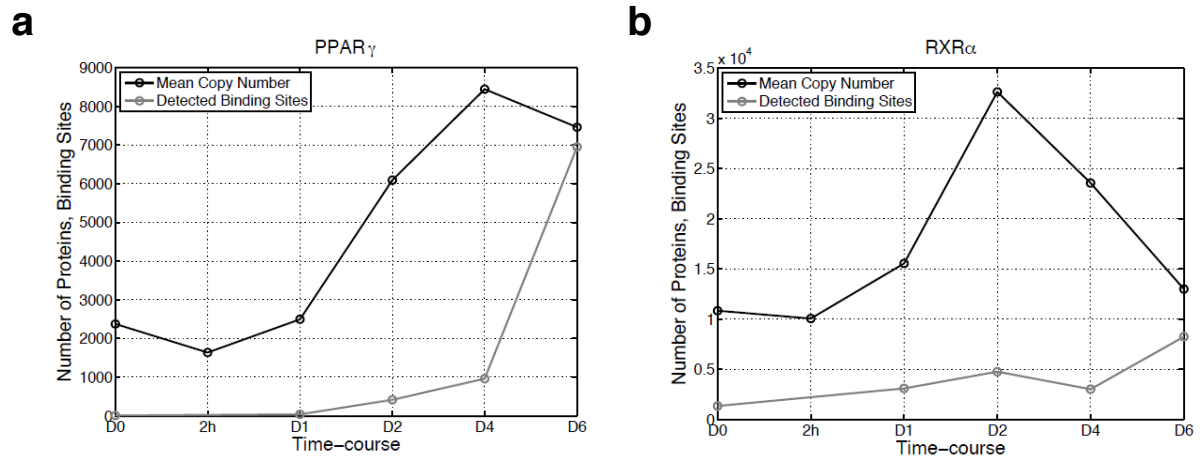 a
PPARγ
Number of Proteins, Binding Sites
9000
8000
7000
6000
5000
4000
3000
2000
1000
0
Mean Copy Number
Detected Binding Sites
D0 2h D1 D2 D4 D6
Time-course
b
RXRα
x 10^4
Number of Proteins, Binding Sites
3.5
3
2.5
2
1.5
1
0.5
0
Mean Copy Number
Detected Binding Sites
D0 2h D1 D2 D4 D6
Time-course